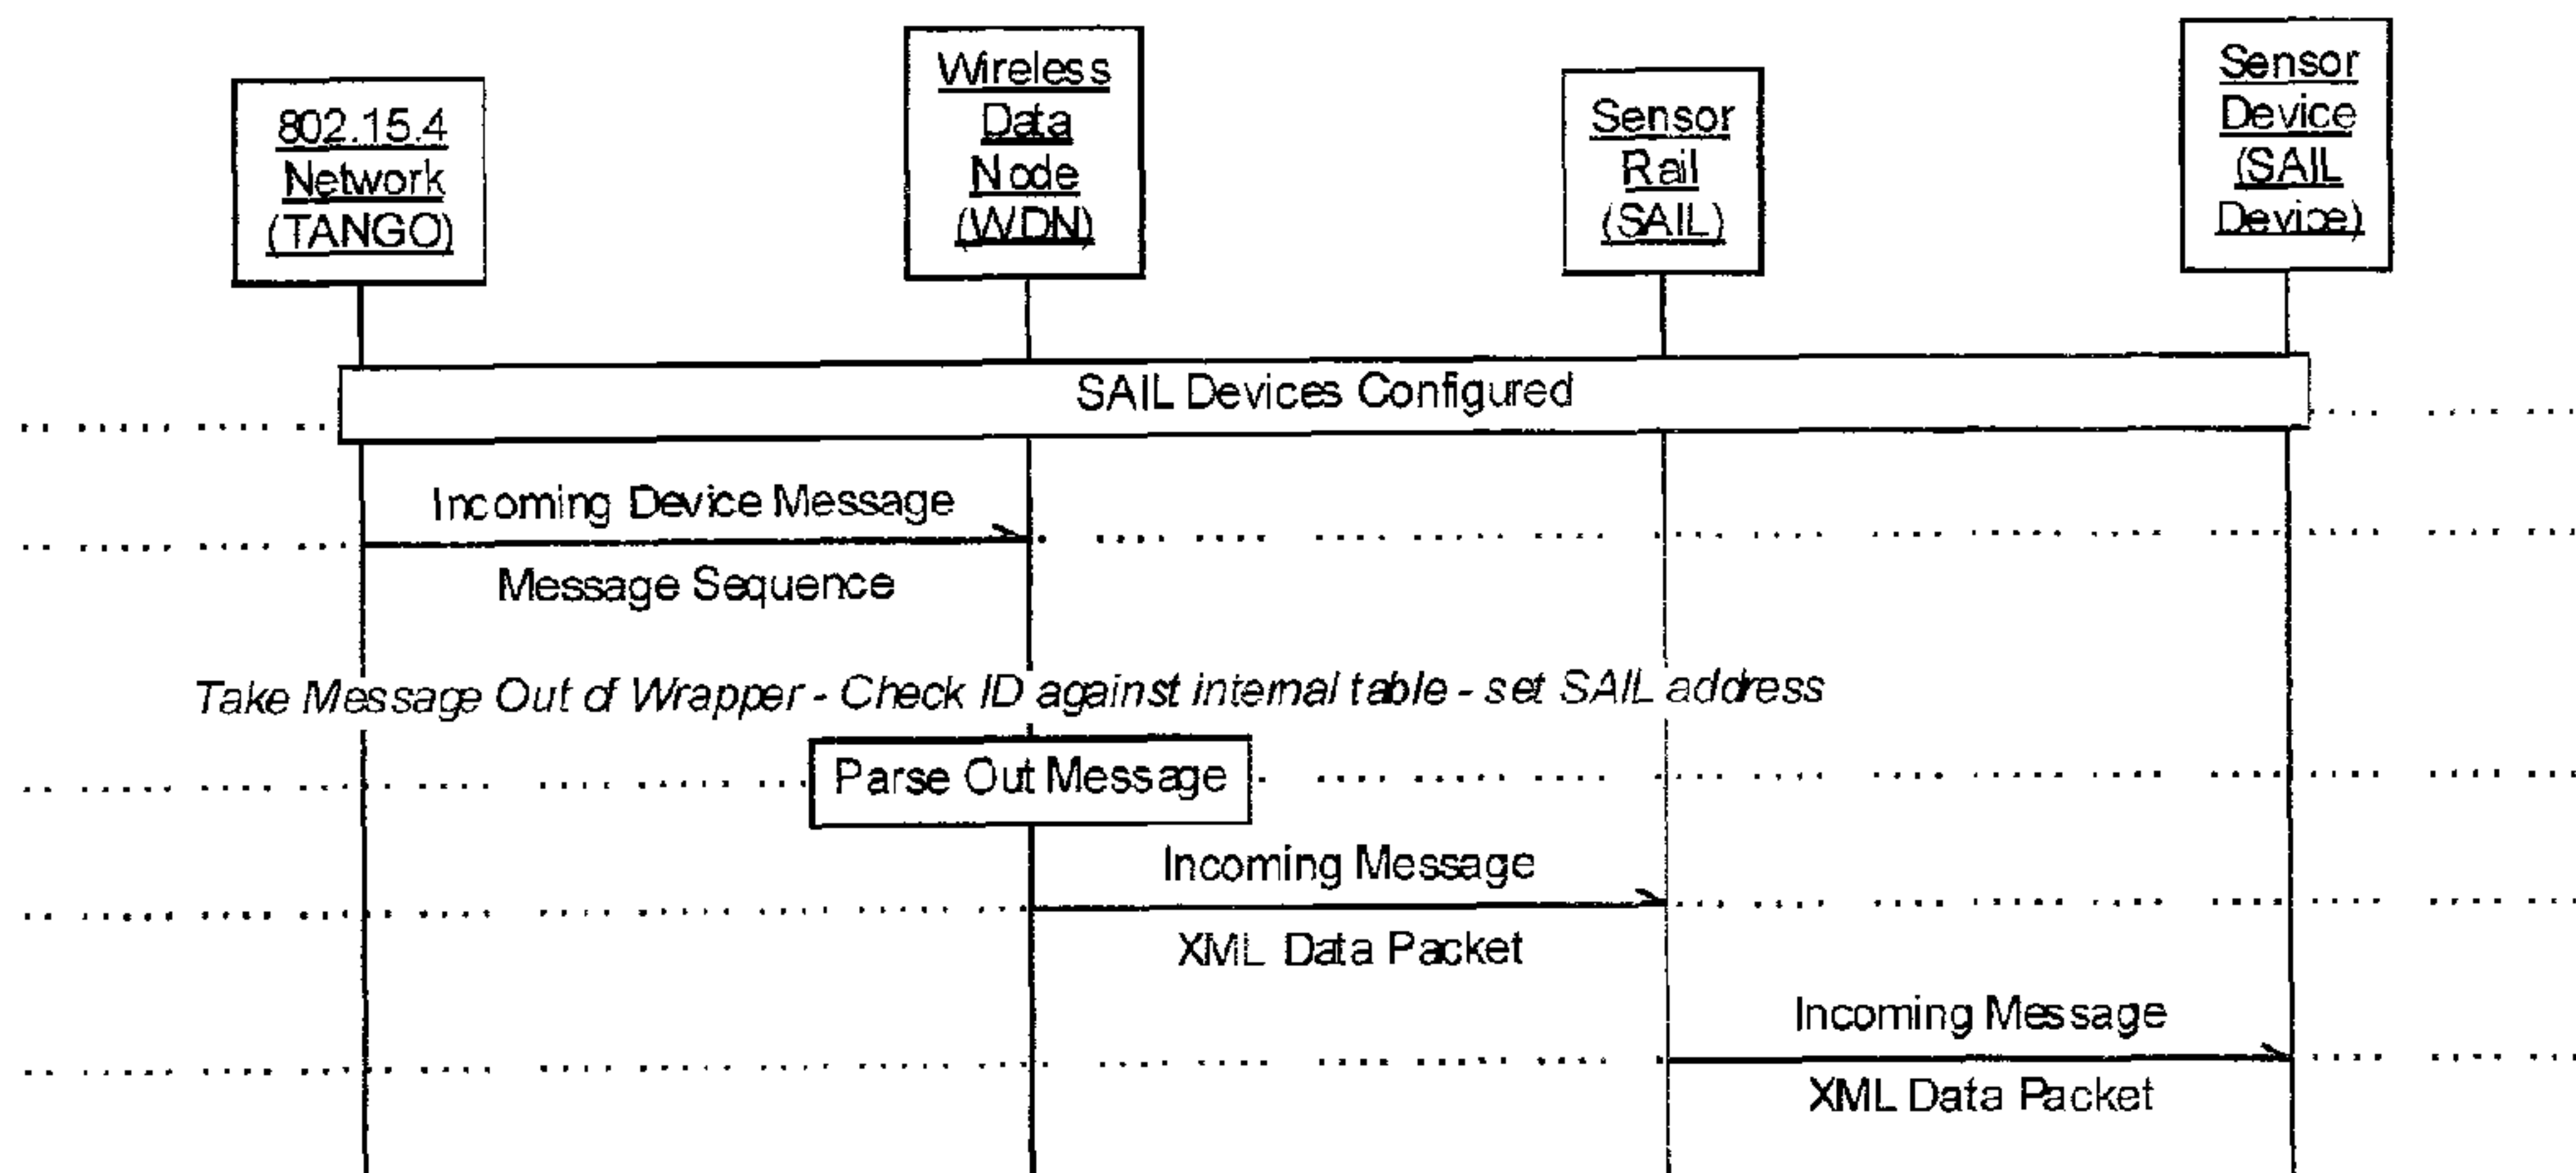 802.15.4
Network
(TANGO)
Wireless
Data
Node
(WDN)
Sensor
Rail
(SAIL)
Sensor
Device
(SAIL
Device)
SAIL Devices Configured
Incoming Device Message
Message Sequence
Take Message Out of Wrapper - Check ID against internal table - set SAIL address
Parse Out Message
Incoming Message
XML Data Packet
Incoming Message
XML Data Packet